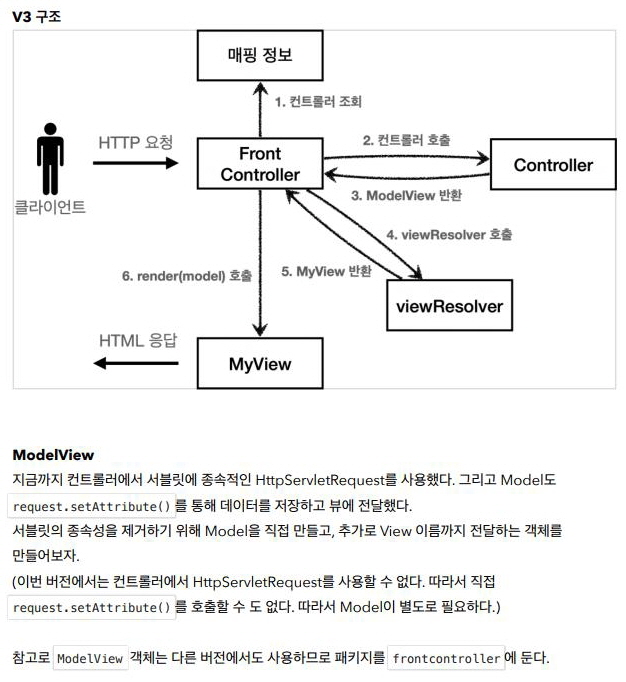 V3 구조
매핑 정보
1. 컨트롤러 조회
HTTP 요청
Front
Controller
2. 컨트롤러 호출
Controller
3. ModelView 반환
클라이언트
4. viewResolver 호출
5. MyView 반환
6. render(model) 호출
viewResolver
HTML 응답
MyView
ModelView
지금까지 컨트롤러에서 서블릿에 종속적인 HttpServletRequest를 사용했다. 그리고 Model도
request.setAttribute() 를 통해 데이터를 저장하고 뷰에 전달했다.
서블릿의 종속성을 제거하기 위해 Model을 직접 만들고, 추가로 View 이름까지 전달하는 객체를
만들어보자.
(이번 버전에서는 컨트롤러에서 HttpServletRequest를 사용할 수 없다. 따라서 직접
request.setAttribute() 를 호출할 수 도 없다. 따라서 Model이 별도로 필요하다.)
참고로 ModelView 객체는 다른 버전에서도 사용하므로 패키지를 frontcontroller 에 둔다.